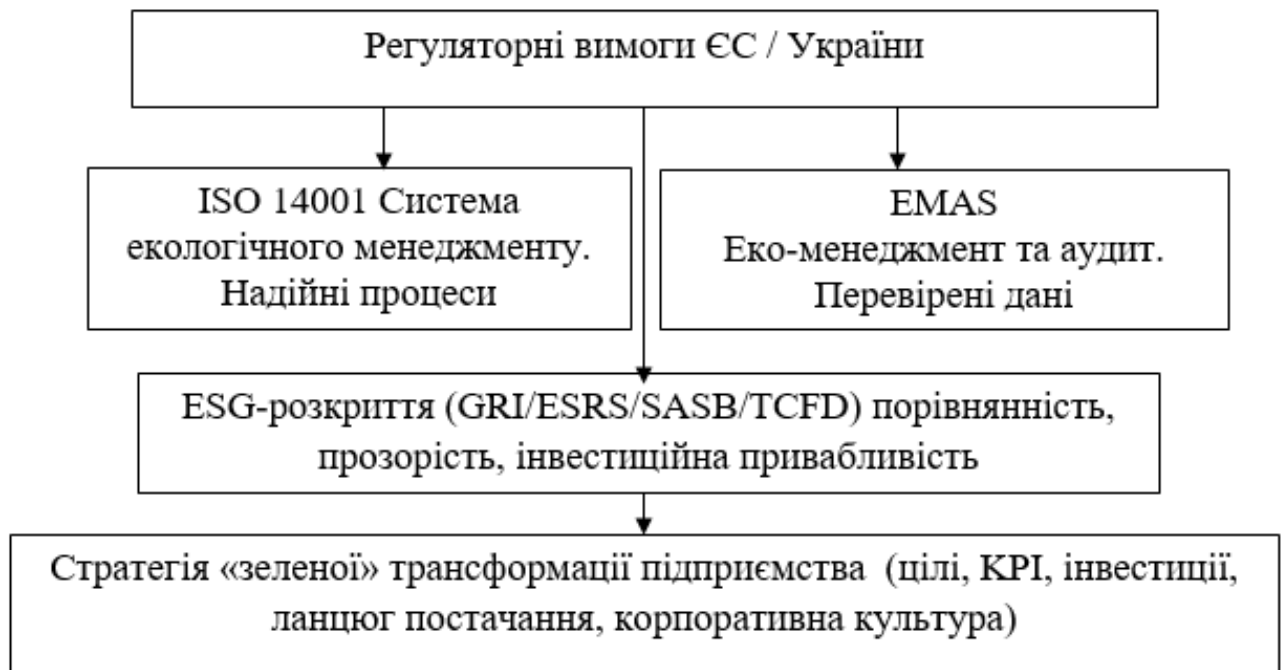 Регуляторні вимоги ЄС / України
ISO 14001 Система
екологічного менеджменту.
Надійні процеси
EMAS
Еко-менеджмент та аудит.
Перевірені дані
ESG-розкриття (GRI/ESRS/SASB/TCFD) порівнянність,
прозорість, інвестиційна привабливість
Стратегія «зеленої» трансформації підприємства (цілі, KPI, інвестиції,
ланцюг постачання, корпоративна культура)